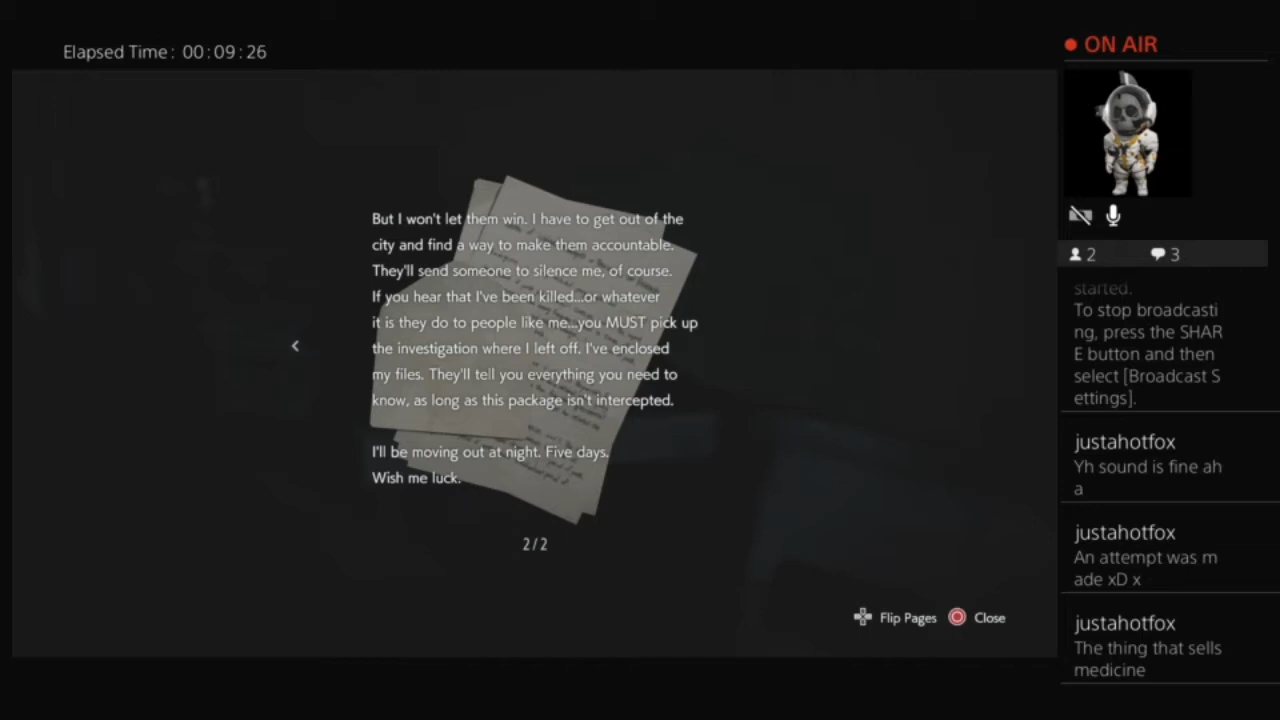 Elapsed Time: 00:09:26
But I won't let them win. I have to get out of the
city and find a way to make them accountable.
They'll send someone to silence me, of course.
If you hear that I've been killed...or whatever
it is they do to people like me...you MUST pick up
the investigation where I left off. I've enclosed
my files. They'll tell you everything you need to
know, as long as this package isn't intercepted.
I'll be moving out at night. Five days.
Wish me luck.
2/2
Flip Pages
Close
ON AIR
2
3
started.
To stop broadcasti
ng, press the SHAR
E button and then
select [Broadcast S
ettings].
justahotfox
Yh sound is fine ah
a
justahotfox
An attempt was m
ade xD x
justahotfox
The thing that sells
medicine